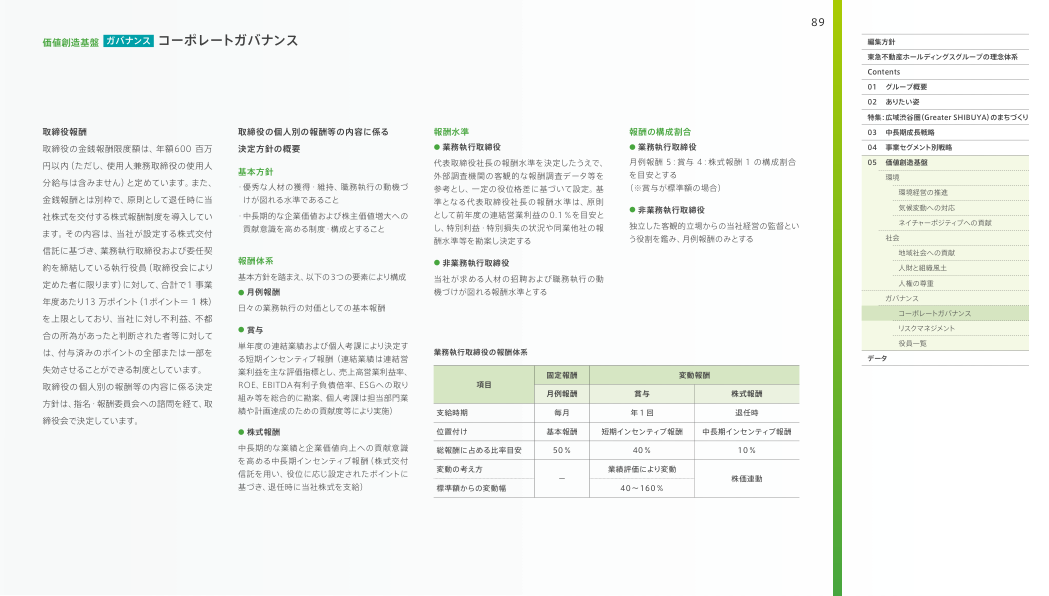 89
価値創造基盤 ガバナンス コーポレートガバナンス
取締役報酬
取締役の金銭報酬限度額は、年額600 百万
円以内（ただし、使用人兼務取締役の使用人
分給与は含みません）と定めています。また、
金銭報酬とは別枠で、原則として退任時に当
社株式を交付する株式報酬制度を導入してい
ます。その内容は、当社が設定する株式交付
信託に基づき、業務執行取締役および委任契
約を締結している執行役員（取締役会により
定めた者に限ります）に対して、合計で1 事業
年度あたり13 万ポイント（1ポイント＝ 1 株）
を上限としており、当社に対し不利益、不都
合の所為があったと判断された者等に対して
は、付与済みのポイントの全部または一部を
失効させることができる制度としています。
取締役の個人別の報酬等の内容に係る決定
方針は、指名・報酬委員会への諮問を経て、取
締役会で決定しています。
取締役の個人別の報酬等の内容に係る
決定方針の概要
基本方針
・優秀な人材の獲得・維持、職務執行の動機づ
けが図れる水準であること
・中長期的な企業価値および株主価値増大への
貢献意識を高める制度・構成とすること
報酬体系
基本方針を踏まえ、以下の3つの要素により構成
● 月例報酬
日々の業務執行の対価としての基本報酬
● 賞与
単年度の連結業績および個人考課により決定す
る短期インセンティブ報酬（連結業績は連結営
業利益を主な評価指標とし、売上高営業利益率、
ROE、EBITDA有利子負債倍率、ESGへの取り
組み等を総合的に勘案、個人考課は担当部門業
績や計画達成のための貢献度等により実施）
● 株式報酬
中長期的な業績と企業価値向上への貢献意識
を高める中長期インセンティブ報酬（株式交付
信託を用い、役位に応じ設定されたポイントに
基づき、退任時に当社株式を支給）
報酬水準
● 業務執行取締役
代表取締役社長の報酬水準を決定したうえで、
外部調査機関の客観的な報酬調査データ等を
参考とし、一定の役位格差に基づいて設定。基
準となる代表取締役社長の報酬水準は、原則
として前年度の連結営業利益の0.1％を目安と
し、特別利益・特別損失の状況や同業他社の報
酬水準等を勘案し決定する
● 非業務執行取締役
当社が求める人材の招聘および職務執行の動
機づけが図れる報酬水準とする
報酬の構成割合
● 業務執行取締役
月例報酬 5：賞与 4：株式報酬 1 の構成割合
を目安とする
（※賞与が標準額の場合）
● 非業務執行取締役
独立した客観的立場からの当社経営の監督とい
う役割を鑑み、月例報酬のみとする
業務執行取締役の報酬体系
項目 固定報酬 変動報酬
月例報酬 賞与 株式報酬
支給時期 毎月 年1回 退任時
位置付け 基本報酬 短期インセンティブ報酬 中長期インセンティブ報酬
総報酬に占める比率目安 50％ 40％ 10％
変動の考え方 － 業績評価により変動 株価連動
標準額からの変動幅 40～160％
編集方針
東急不動産ホールディングスグループの理念体系
Contents
01 グループ概要
02 ありたい姿
特集：広域渋谷圏（Greater SHIBUYA）のまちづくり
03 中長期成長戦略
04 事業セグメント別戦略
05 価値創造基盤
環境
環境経営の推進
気候変動への対応
ネイチャーポジティブへの貢献
社会
地域社会への貢献
人財と組織風土
人権の尊重
ガバナンス
コーポレートガバナンス
リスクマネジメント
役員一覧
データ